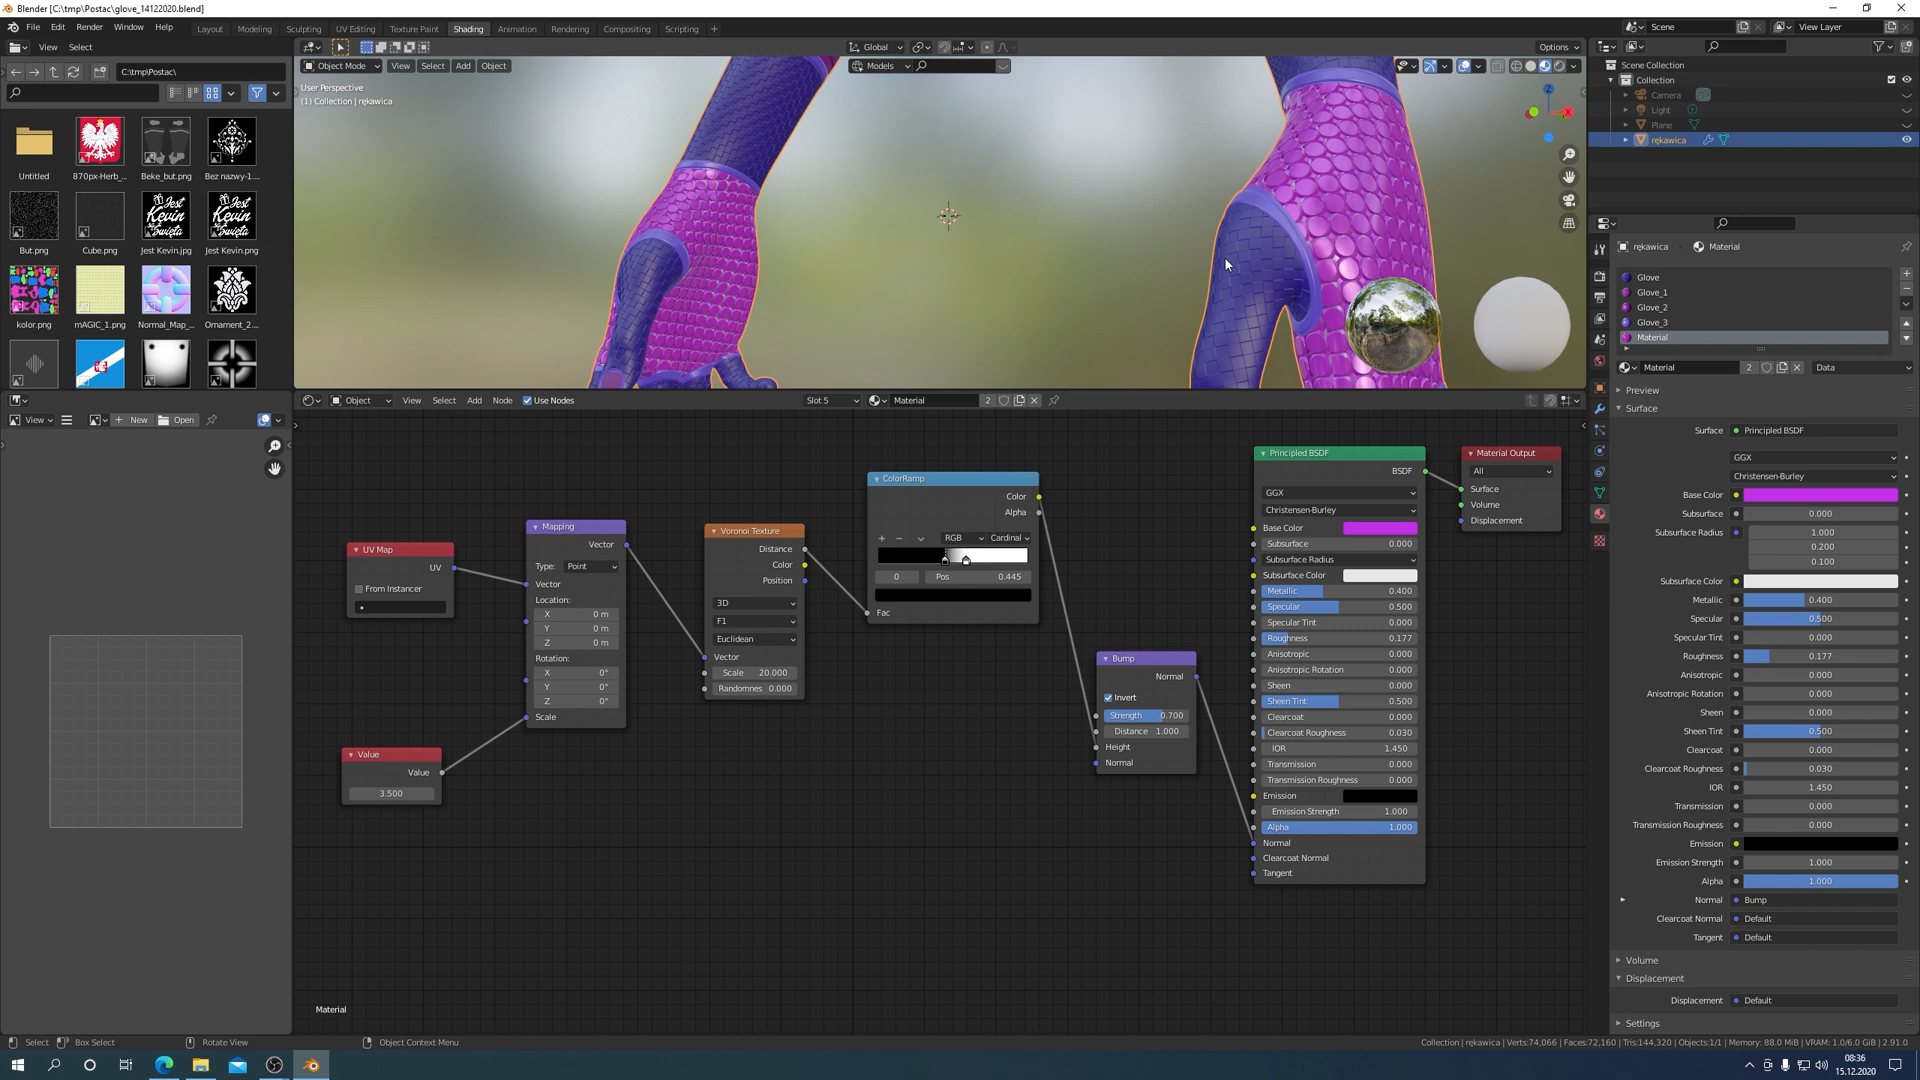 Blender [C:\tmp\Postac\glove_14122020.blend]
File Edit Render Window Help
Layout Modeling Sculpting UV Editing Texture Paint Shading Animation Rendering Compositing Scripting +
Scene
View Layer
View Select
Global
Options
C:\tmp\Postac\
Object Mode View Select Add Object
Models
User Perspective
(1) Collection | rękawica
Z
X
Untitled
870px-Herb_...
Beke_but.png
Bez nazwy-1....
Jest Kevin Święta
Jest Kevin Święta
But.png
Cube.png
Jest Kevin.jpg
Jest Kevin.png
kolor.png
mAGIC_1.png
Normal_Map_...
Ornament_2....
Scene Collection
Collection
Camera
Light
Plane
rękawica
rękawica Material
Glove
Glove_1
Glove_2
Glove_3
Material
Material 2 Data
View
New
Open
Object View Select Add Node Use Nodes
Slot 5
Material 2
UV Map
UV
From Instancer
Value
Value
3.500
Mapping
Vector
Type: Point
Vector
Location:
X 0 m
Y 0 m
Z 0 m
Rotation:
X 0°
Y 0°
Z 0°
Scale
Voronoi Texture
Distance
Color
Position
3D
F1
Euclidean
Vector
Scale 20.000
Randomnes 0.000
ColorRamp
Color
Alpha
RGB Cardinal
0 Pos 0.445
Fac
Bump
Normal
Invert
Strength 0.700
Distance 1.000
Height
Normal
Principled BSDF
BSDF
GGX
Christensen-Burley
Base Color
Subsurface 0.000
Subsurface Radius
Subsurface Color
Metallic 0.400
Specular 0.500
Specular Tint 0.000
Roughness 0.177
Anisotropic 0.000
Anisotropic Rotation 0.000
Sheen 0.000
Sheen Tint 0.500
Clearcoat 0.000
Clearcoat Roughness 0.030
IOR 1.450
Transmission 0.000
Transmission Roughness 0.000
Emission
Emission Strength 1.000
Alpha 1.000
Normal
Clearcoat Normal
Tangent
Material Output
All
Surface
Volume
Displacement
Material
Preview
Surface
Surface Principled BSDF
GGX
Christensen-Burley
Base Color
Subsurface 0.000
Subsurface Radius 1.000
0.200
0.100
Subsurface Color
Metallic 0.400
Specular 0.500
Specular Tint 0.000
Roughness 0.177
Anisotropic 0.000
Anisotropic Rotation 0.000
Sheen 0.000
Sheen Tint 0.500
Clearcoat 0.000
Clearcoat Roughness 0.030
IOR 1.450
Transmission 0.000
Transmission Roughness 0.000
Emission
Emission Strength 1.000
Alpha 1.000
Normal Bump
Clearcoat Normal Default
Tangent Default
Volume
Displacement
Displacement Default
Settings
Select Box Select Rotate View Object Context Menu
Collection | rękawica | Verts:74,066 | Faces:72,160 | Tris:144,320 | Objects:1/1 | Memory: 88.0 MiB | VRAM: 1.0/6.0 GiB | 2.91.0
08:36
15.12.2020